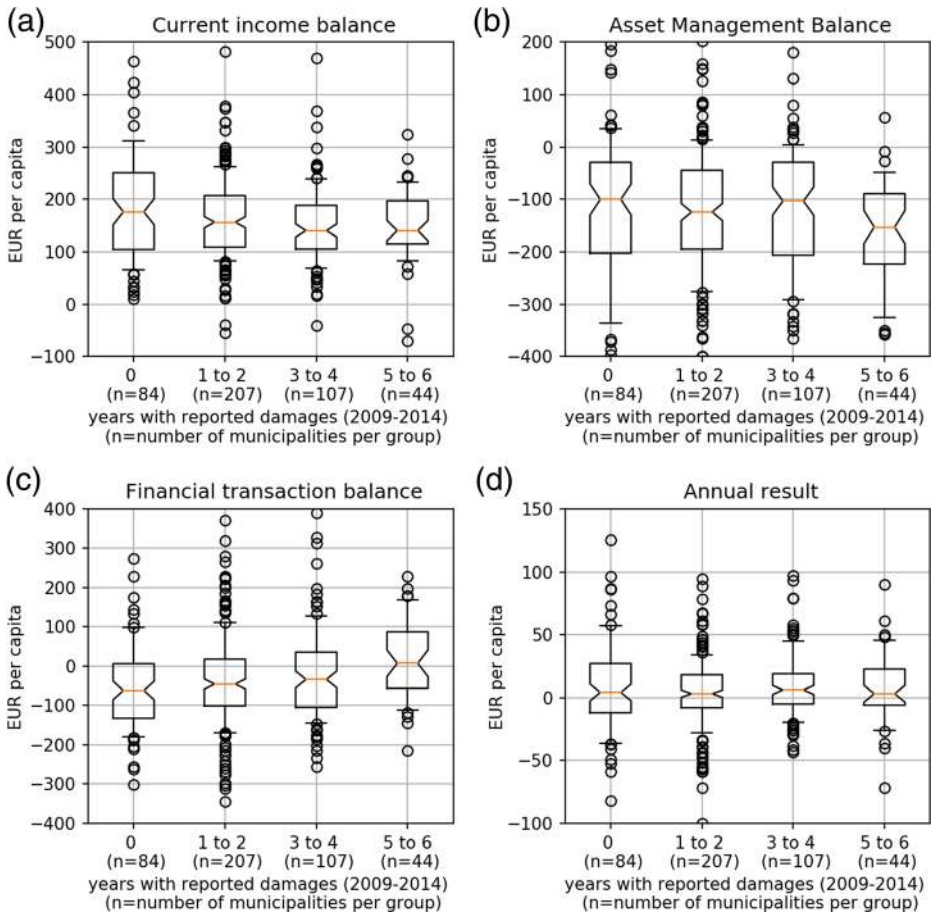 (a)
Current income balance
500
400
300
200
100
0
−100
EUR per capita
0 1 to 2 3 to 4 5 to 6
(n=84) (n=207) (n=107) (n=44)
years with reported damages (2009-2014)
(n=number of municipalities per group)
(b)
Asset Management Balance
200
100
0
−100
−200
−300
−400
EUR per capita
0 1 to 2 3 to 4 5 to 6
(n=84) (n=207) (n=107) (n=44)
years with reported damages (2009-2014)
(n=number of municipalities per group)
(c)
Financial transaction balance
400
300
200
100
0
−100
−200
−300
−400
EUR per capita
0 1 to 2 3 to 4 5 to 6
(n=84) (n=207) (n=107) (n=44)
years with reported damages (2009-2014)
(n=number of municipalities per group)
(d)
Annual result
150
100
50
0
−50
−100
EUR per capita
0 1 to 2 3 to 4 5 to 6
(n=84) (n=207) (n=107) (n=44)
years with reported damages (2009-2014)
(n=number of municipalities per group)